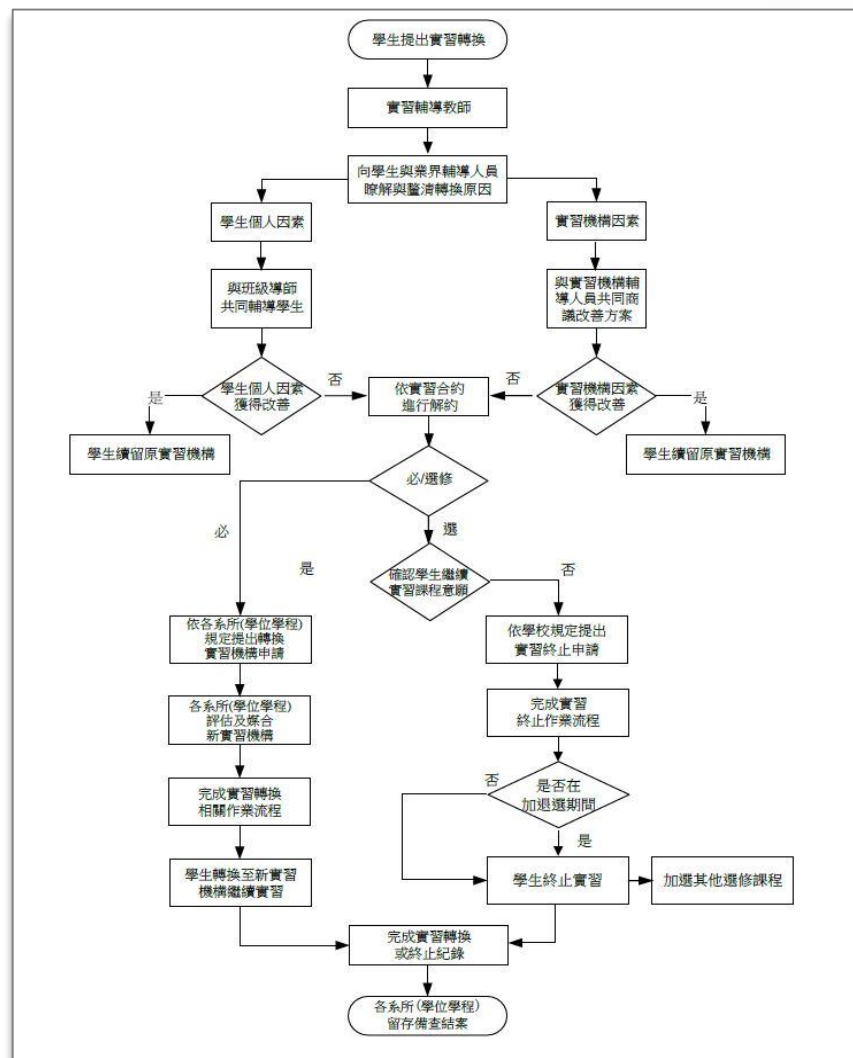 學生提出實習轉換
實習輔導教師
向學生與業界輔導人員
瞭解與釐清轉換原因
學生個人因素
實習機構因素
與班級導師
共同輔導學生
與實習機構輔
導人員共同商
議改善方案
學生個人因素
獲得改善
否
依實習合約
進行解約
否
實習機構因素
獲得改善
是
是
學生續留原實習機構
學生續留原實習機構
必/選修
必
選
是
確認學生繼續
實習課程意願
否
依各系所(學位學程)
規定提出轉換
實習機構申請
依學校規定提出
實習終止申請
各系所(學位學程)
評估及媒合
新實習機構
完成實習
終止作業流程
完成實習轉換
相關作業流程
否
是否在
加退選期間
是
學生轉換至新實習
機構繼續實習
學生終止實習
加選其他選修課程
完成實習轉換
或終止紀錄
各系所(學位學程)
留存備查結案